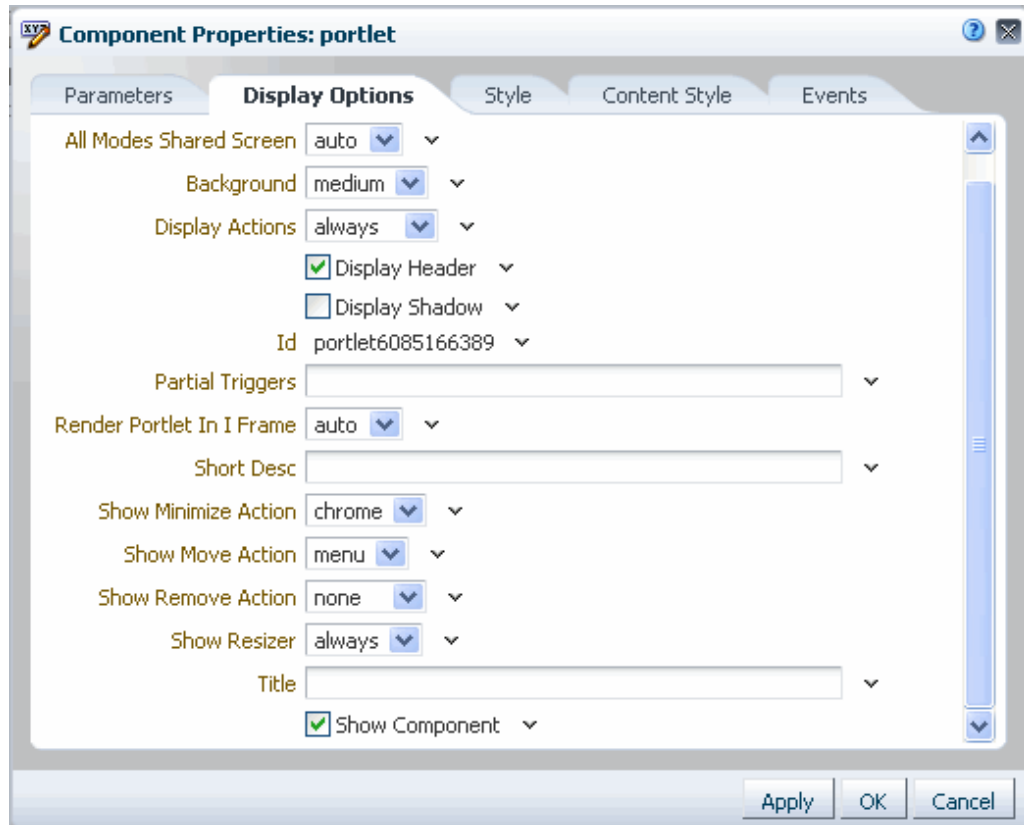 Component Properties: portlet
Parameters Display Options Style Content Style Events
All Modes Shared Screen auto
Background medium
Display Actions always
Display Header
Display Shadow
Id portlet6085166389
Partial Triggers
Render Portlet In I Frame auto
Short Desc
Show Minimize Action chrome
Show Move Action menu
Show Remove Action none
Show Resizer always
Title
Show Component
Apply OK Cancel